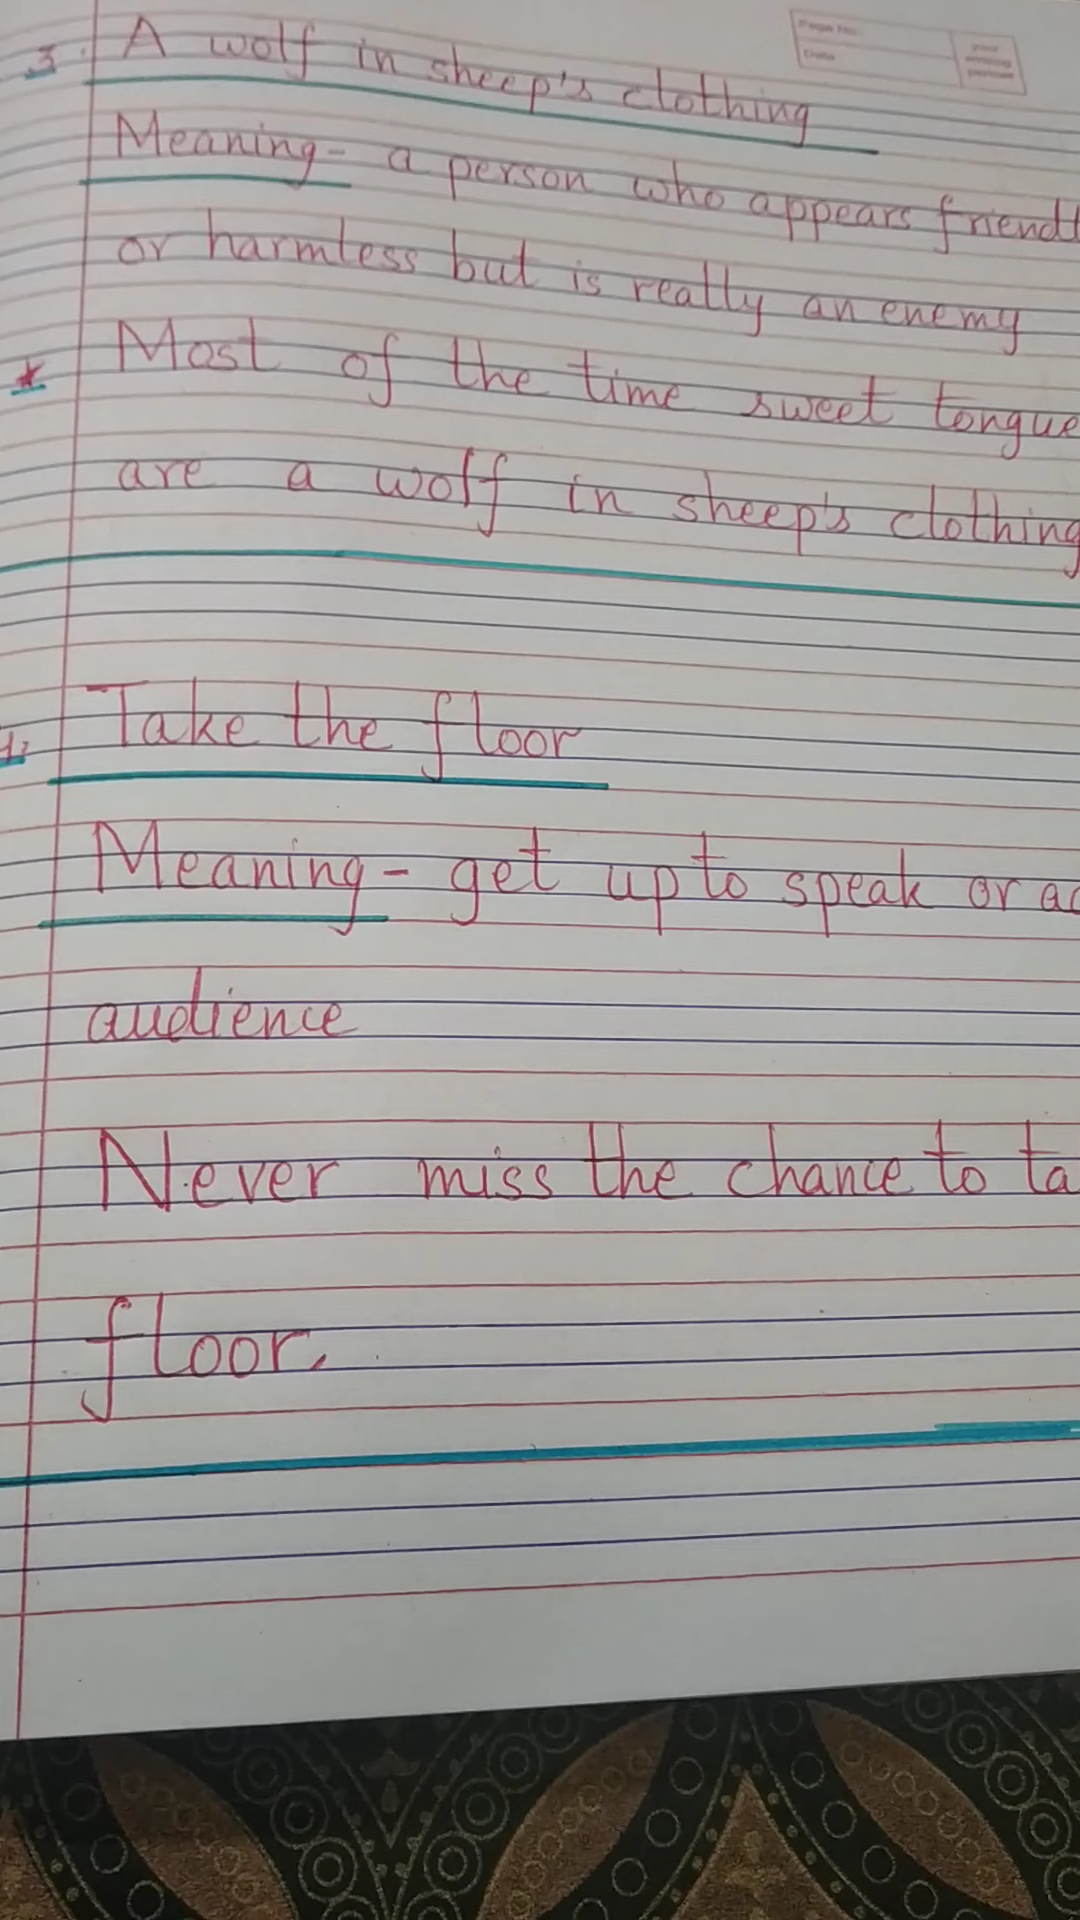 3. A wolf in sheep's clothing
Meaning - a person who appears friendl
or harmless but is really an enemy
* Most of the time sweet tongue
are a wolf in sheep's clothing
Take the floor
Meaning - get up to speak or ad
audience
Never miss the chance to ta
floor.